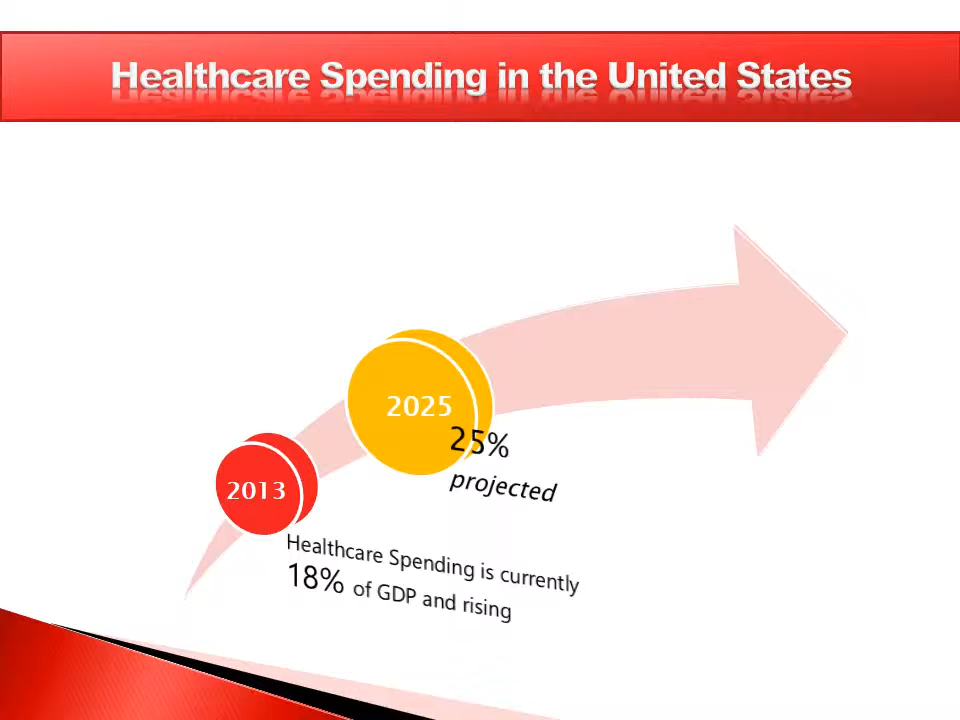 Healthcare Spending in the United States
2025
25%
projected
2013
Healthcare Spending is currently
18% of GDP and rising